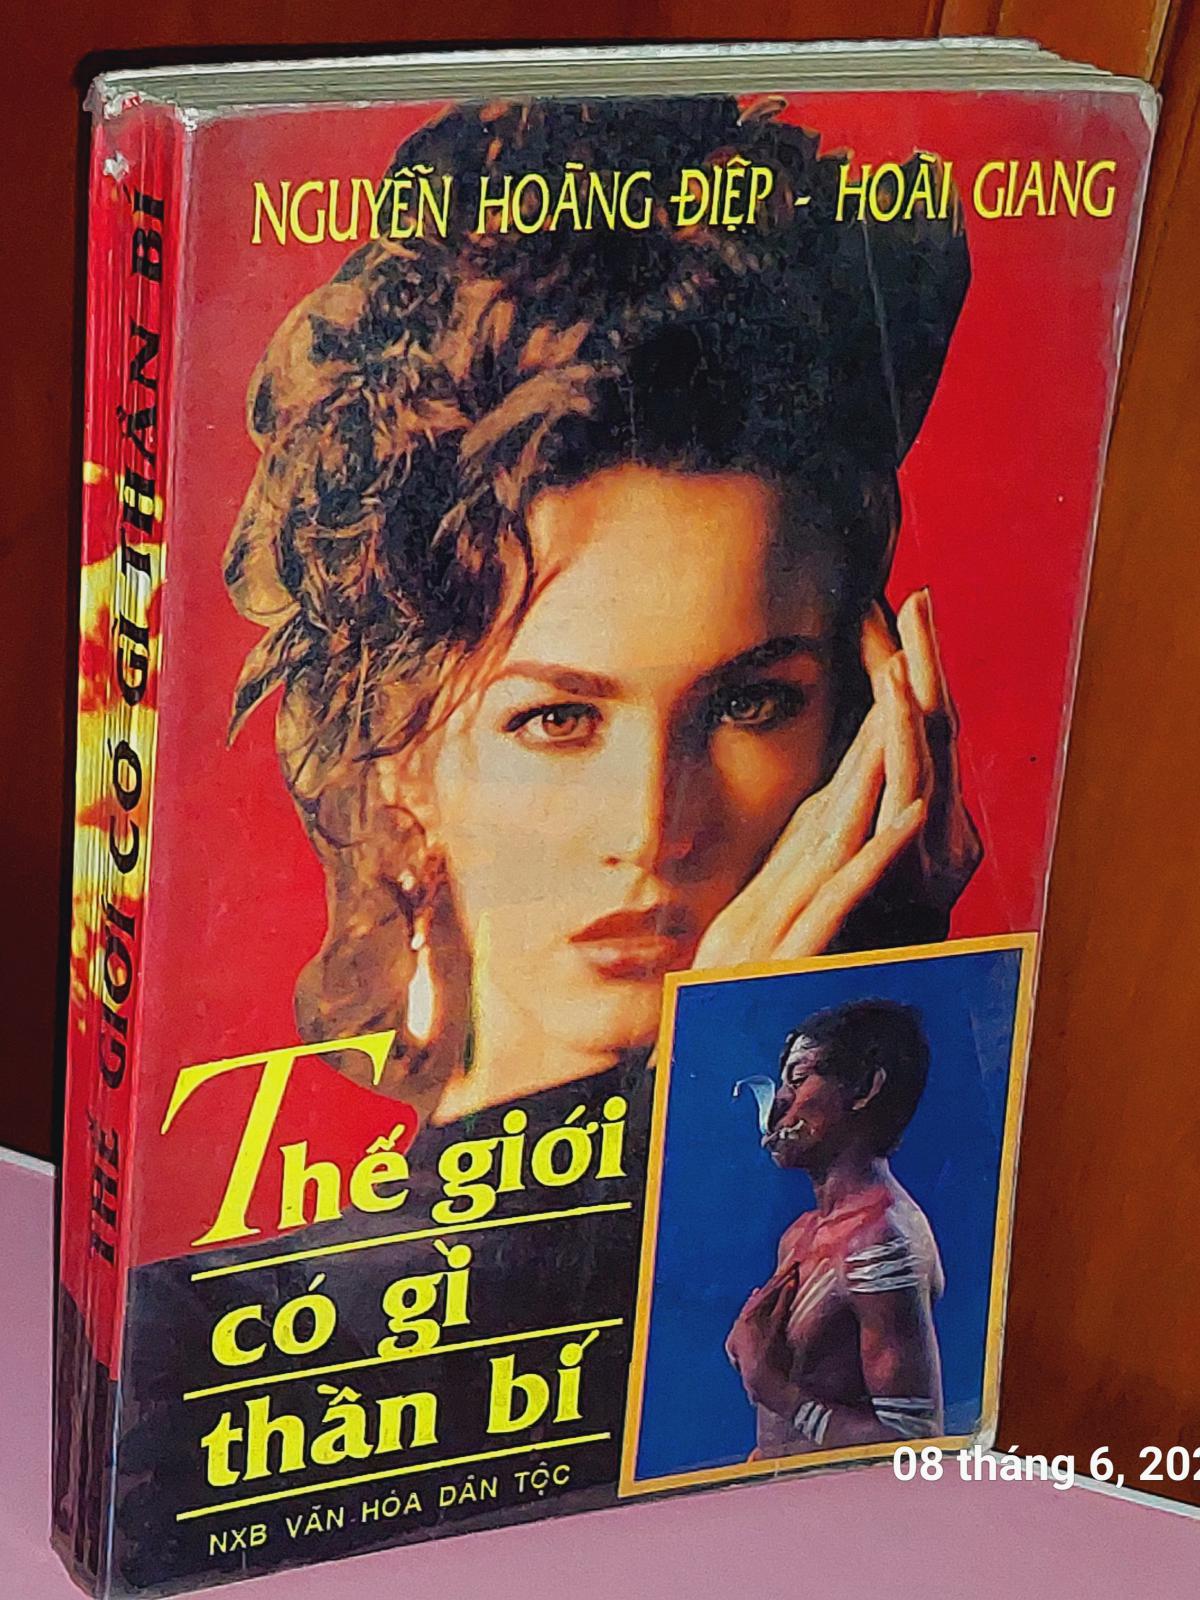 NGUYỄN HOÀNG ĐIỆP - HOÀI GIANG
Thế giới
có gì
thần bí
NXB VĂN HÓA DÂN TỘC
THẾ GIỚI CÓ GÌ THẦN BÍ
08 tháng 6, 202